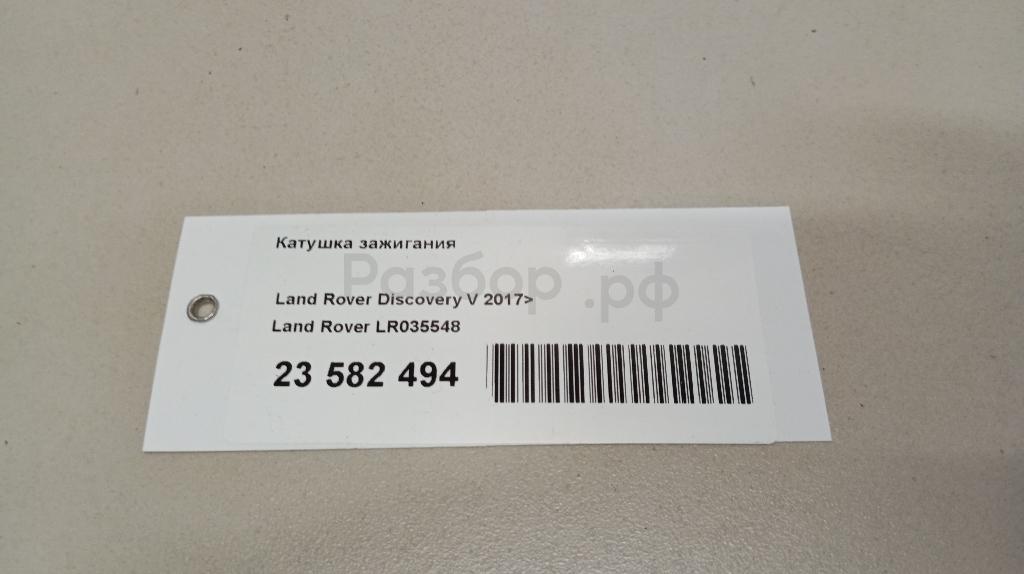 Катушка зажигания
Разбор.рф
Land Rover Discovery V 2017>
Land Rover LR035548
23 582 494